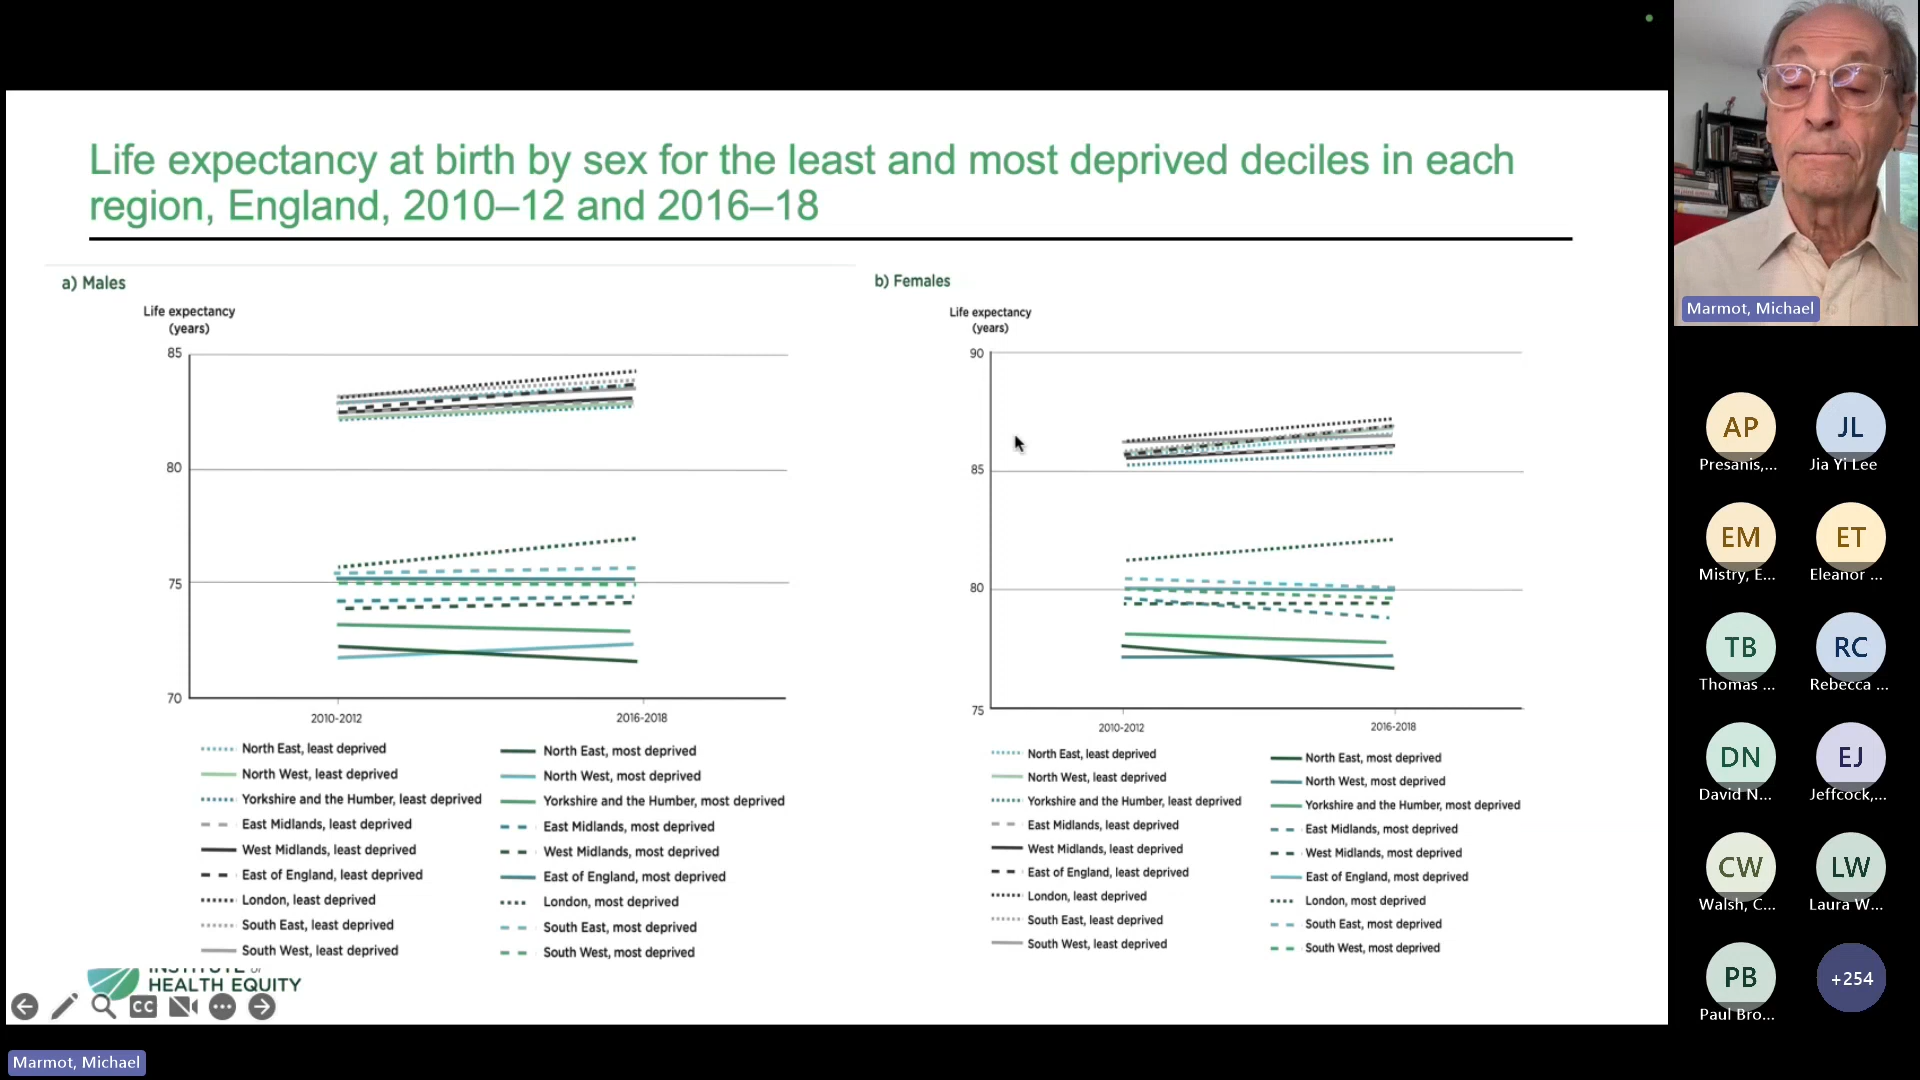 Life expectancy at birth by sex for the least and most deprived deciles in each
region, England, 2010–12 and 2016–18
a) Males
Life expectancy
(years)
85
80
75
70
2010-2012
2016-2018
North East, least deprived
North West, least deprived
Yorkshire and the Humber, least deprived
East Midlands, least deprived
West Midlands, least deprived
East of England, least deprived
London, least deprived
South East, least deprived
South West, least deprived
North East, most deprived
North West, most deprived
Yorkshire and the Humber, most deprived
East Midlands, most deprived
West Midlands, most deprived
East of England, most deprived
London, most deprived
South East, most deprived
South West, most deprived
b) Females
Life expectancy
(years)
90
85
80
75
2010-2012
2016-2018
North East, least deprived
North West, least deprived
Yorkshire and the Humber, least deprived
East Midlands, least deprived
West Midlands, least deprived
East of England, least deprived
London, least deprived
South East, least deprived
South West, least deprived
North East, most deprived
North West, most deprived
Yorkshire and the Humber, most deprived
East Midlands, most deprived
West Midlands, most deprived
East of England, most deprived
London, most deprived
South East, most deprived
South West, most deprived
INSTITUTE of
HEALTH EQUITY
CC
Marmot, Michael
Marmot, Michael
AP
Presanis,...
JL
Jia Yi Lee
EM
Mistry, E...
ET
Eleanor ...
TB
Thomas ...
RC
Rebecca ...
DN
David N...
EJ
Jeffcock,...
CW
Walsh, C...
LW
Laura W...
PB
Paul Bro...
+254